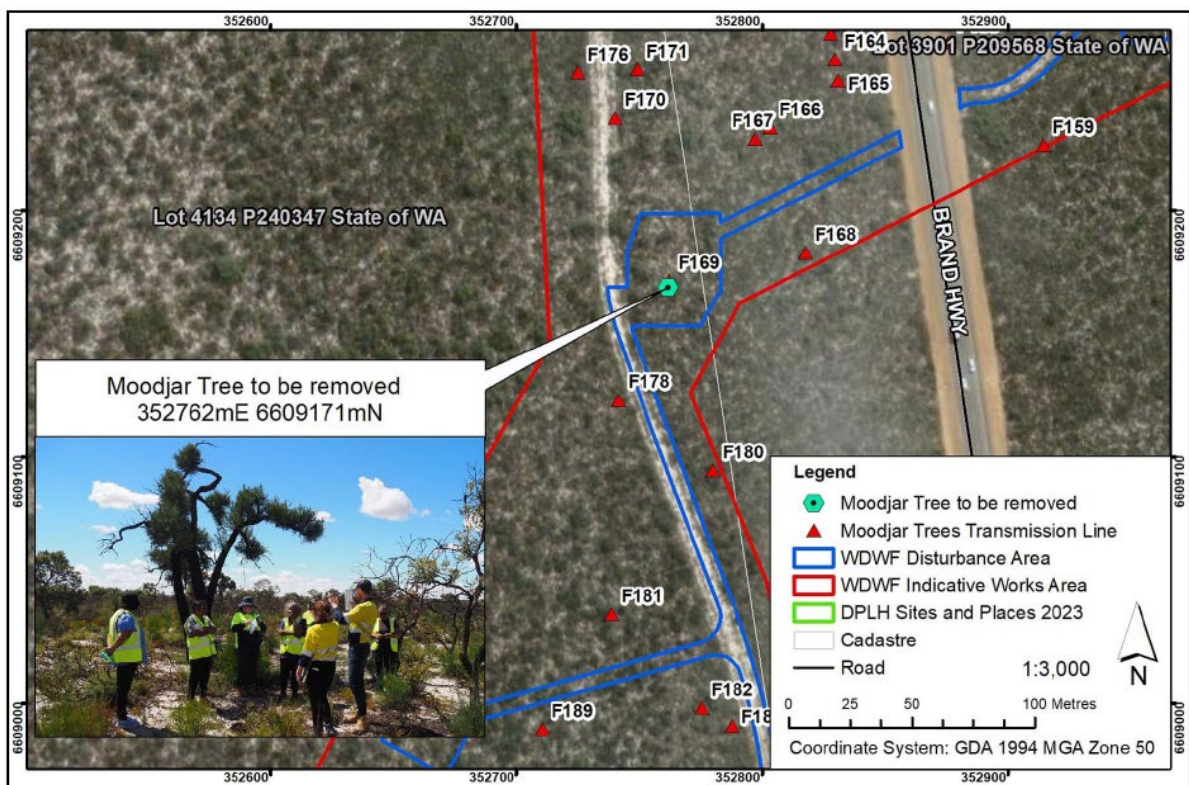 352600
352700
352800
352900
F164
Lot 3901 P209568 State of WA
F176
F171
F165
F170
F167
F166
F159
6609200
6609200
Lot 4134 P240347 State of WA
BRAND HWY
F168
F169
Moodjar Tree to be removed
352762mE 6609171mN
F178
F180
6609100
6609100
F181
F182
F189
6609000
6609000
Legend
Moodjar Tree to be removed
Moodjar Trees Transmission Line
WDWF Disturbance Area
WDWF Indicative Works Area
DPLH Sites and Places 2023
Cadastre
Road
1:3,000
N
0 25 50 100 Metres
Coordinate System: GDA 1994 MGA Zone 50
352600
352700
352800
352900